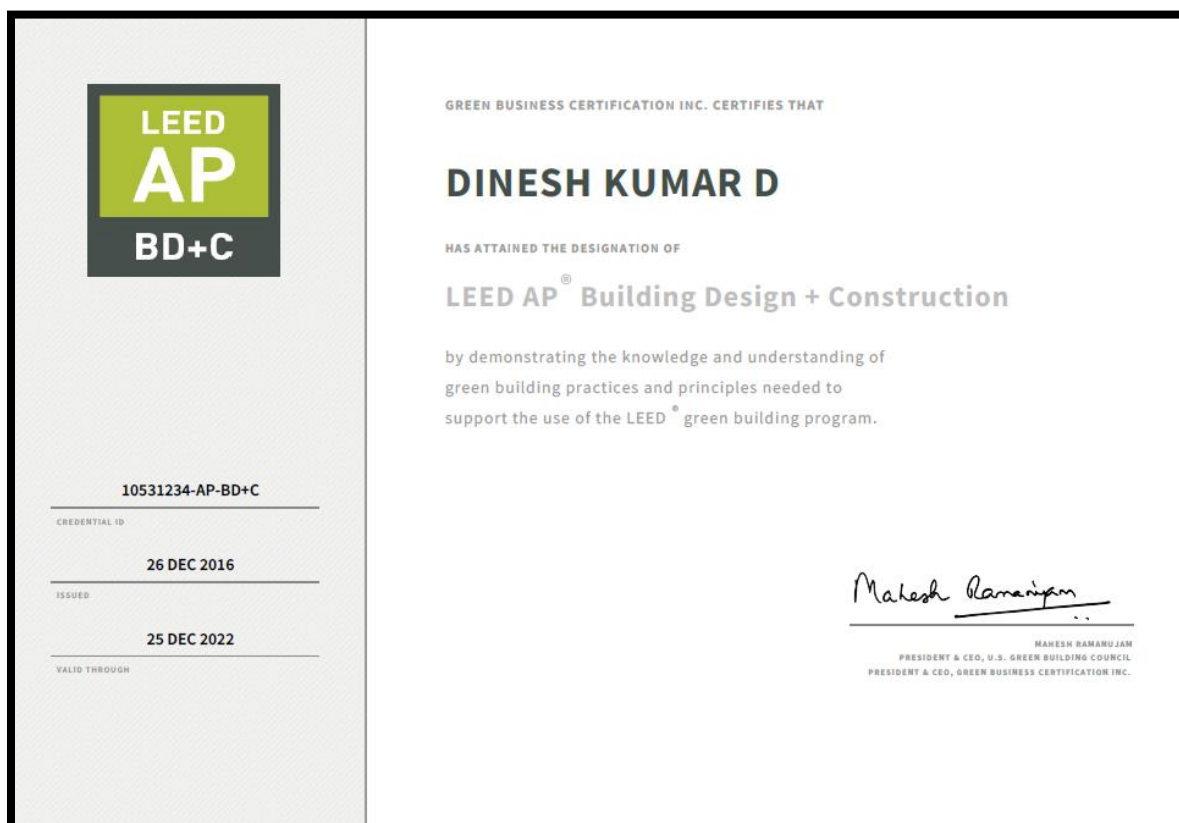 LEED
AP
BD+C
10531234-AP-BD+C
CREDENTIAL ID
26 DEC 2016
ISSUED
25 DEC 2022
VALID THROUGH
GREEN BUSINESS CERTIFICATION INC. CERTIFIES THAT
DINESH KUMAR D
HAS ATTAINED THE DESIGNATION OF
LEED AP® Building Design + Construction
by demonstrating the knowledge and understanding of
green building practices and principles needed to
support the use of the LEED ® green building program.
Mahesh Ramanujam
MAHESH RAMANUJAM
PRESIDENT & CEO, U.S. GREEN BUILDING COUNCIL
PRESIDENT & CEO, GREEN BUSINESS CERTIFICATION INC.